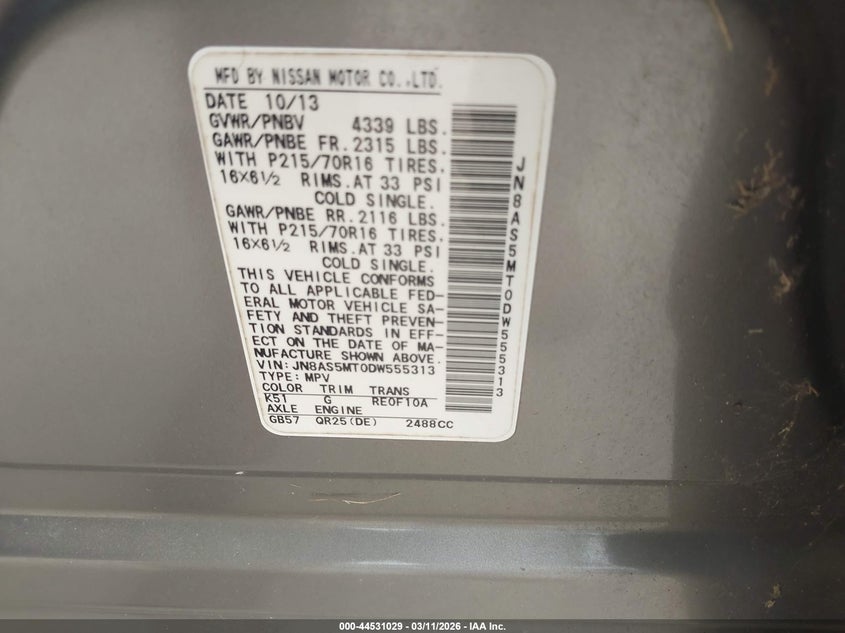 MFD BY NISSAN MOTOR CO.,LTD.
DATE 10/13
GVWR/PNBV 4339 LBS.
GAWR/PNBE FR. 2315 LBS.
WITH P215/70R16 TIRES.
16X6½ RIMS. AT 33 PSI
COLD SINGLE.
GAWR/PNBE RR. 2116 LBS.
WITH P215/70R16 TIRES.
16X6½ RIMS. AT 33 PSI
COLD SINGLE.
THIS VEHICLE CONFORMS
TO ALL APPLICABLE FED-
ERAL MOTOR VEHICLE SA-
FETY AND THEFT PREVEN-
TION STANDARDS IN EFF-
ECT ON THE DATE OF MA-
NUFACTURE SHOWN ABOVE.
VIN: JN8AS5MT0DW555313
TYPE: MPV
COLOR TRIM TRANS
K51 G RE0F10A
AXLE ENGINE
GB57 QR25(DE) 2488CC
JN8AS5MT0DW555313
000-44531029 - 03/11/2026 - IAA Inc.